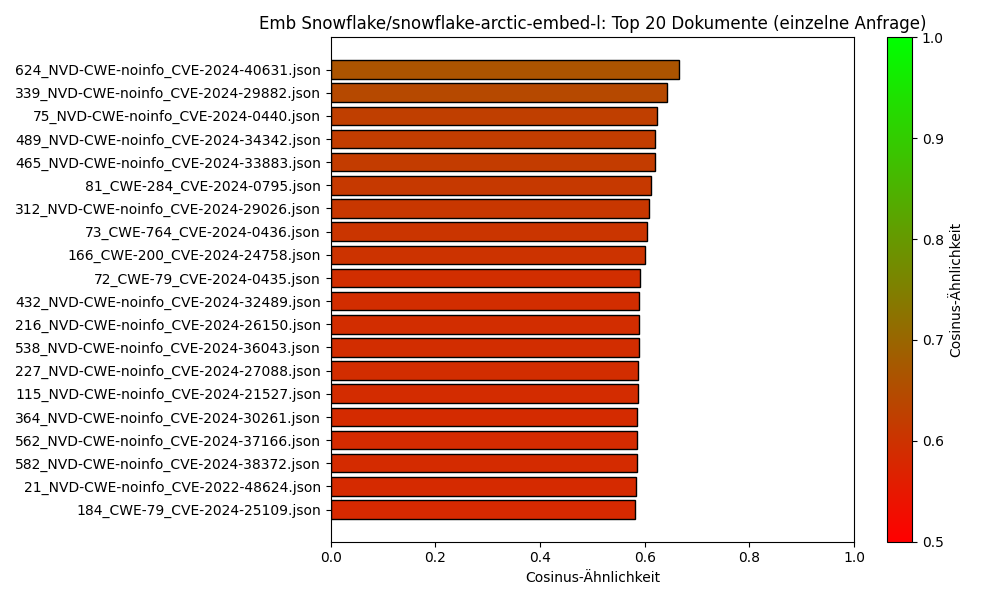 Emb Snowflake/snowflake-arctic-embed-l: Top 20 Dokumente (einzelne Anfrage)
624_NVD-CWE-noinfo_CVE-2024-40631.json
339_NVD-CWE-noinfo_CVE-2024-29882.json
75_NVD-CWE-noinfo_CVE-2024-0440.json
489_NVD-CWE-noinfo_CVE-2024-34342.json
465_NVD-CWE-noinfo_CVE-2024-33883.json
81_CWE-284_CVE-2024-0795.json
312_NVD-CWE-noinfo_CVE-2024-29026.json
73_CWE-764_CVE-2024-0436.json
166_CWE-200_CVE-2024-24758.json
72_CWE-79_CVE-2024-0435.json
432_NVD-CWE-noinfo_CVE-2024-32489.json
216_NVD-CWE-noinfo_CVE-2024-26150.json
538_NVD-CWE-noinfo_CVE-2024-36043.json
227_NVD-CWE-noinfo_CVE-2024-27088.json
115_NVD-CWE-noinfo_CVE-2024-21527.json
364_NVD-CWE-noinfo_CVE-2024-30261.json
562_NVD-CWE-noinfo_CVE-2024-37166.json
582_NVD-CWE-noinfo_CVE-2024-38372.json
21_NVD-CWE-noinfo_CVE-2022-48624.json
184_CWE-79_CVE-2024-25109.json
0.0 0.2 0.4 0.6 0.8 1.0
Cosinus-Ähnlichkeit
1.0
0.9
0.8
0.7
0.6
0.5
Cosinus-Ähnlichkeit